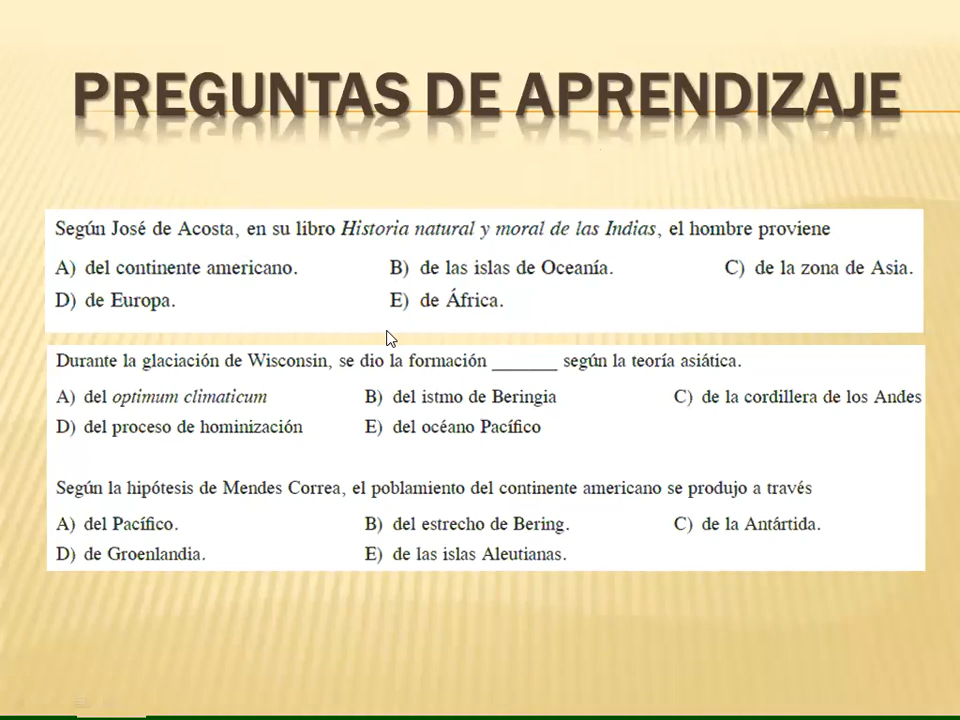 PREGUNTAS DE APRENDIZAJE
Según José de Acosta, en su libro Historia natural y moral de las Indias, el hombre proviene
A) del continente americano. B) de las islas de Oceanía. C) de la zona de Asia.
D) de Europa. E) de África.
Durante la glaciación de Wisconsin, se dio la formación _______ según la teoría asiática.
A) del optimum climaticum B) del istmo de Beringia C) de la cordillera de los Andes
D) del proceso de hominización E) del océano Pacífico
Según la hipótesis de Mendes Correa, el poblamiento del continente americano se produjo a través
A) del Pacífico. B) del estrecho de Bering. C) de la Antártida.
D) de Groenlandia. E) de las islas Aleutianas.